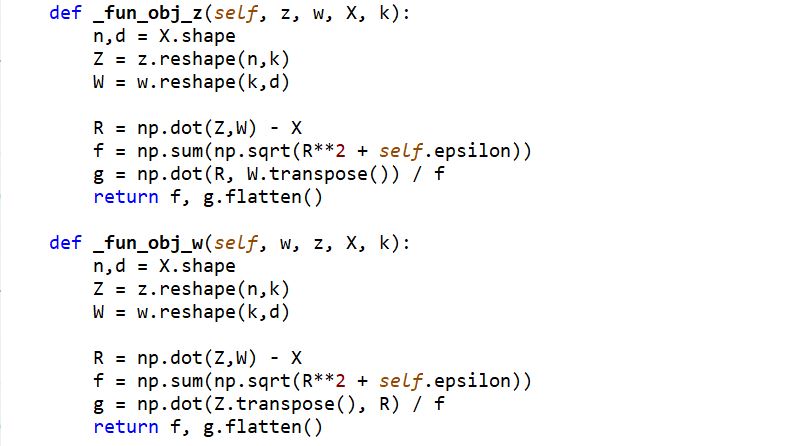 def _fun_obj_z(self, z, w, X, k):
    n,d = X.shape
    Z = z.reshape(n,k)
    W = w.reshape(k,d)

    R = np.dot(Z,W) - X
    f = np.sum(np.sqrt(R**2 + self.epsilon))
    g = np.dot(R, W.transpose()) / f
    return f, g.flatten()

def _fun_obj_w(self, w, z, X, k):
    n,d = X.shape
    Z = z.reshape(n,k)
    W = w.reshape(k,d)

    R = np.dot(Z,W) - X
    f = np.sum(np.sqrt(R**2 + self.epsilon))
    g = np.dot(Z.transpose(), R) / f
    return f, g.flatten()